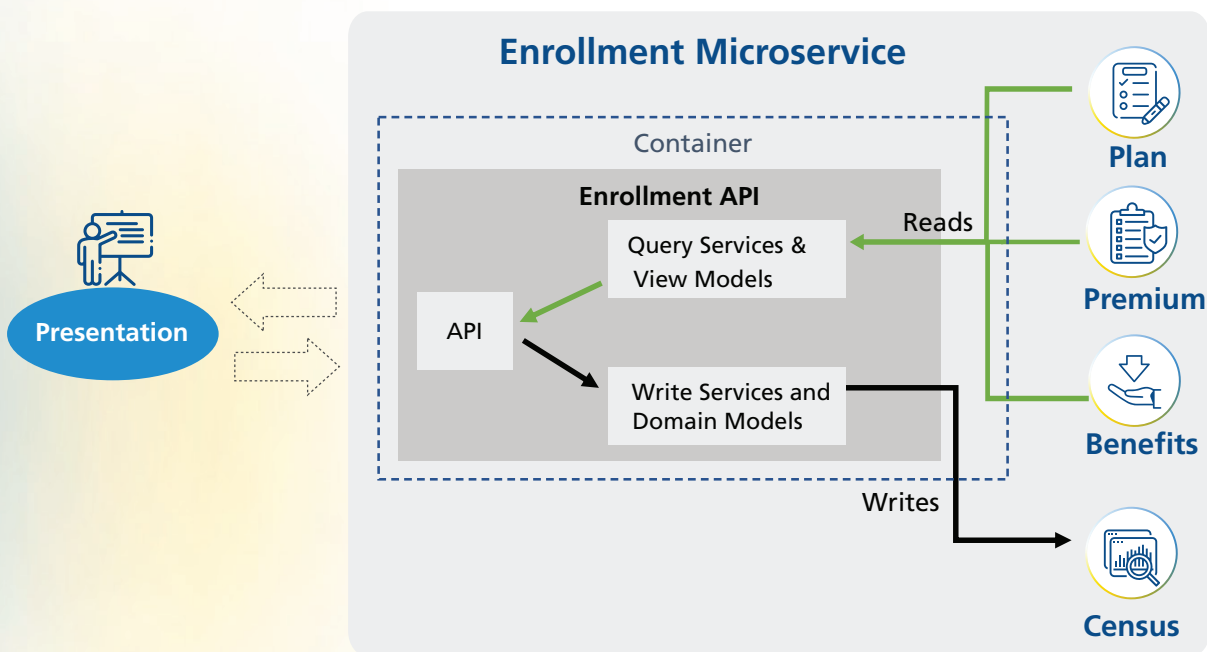 Enrollment Microservice
Container
Enrollment API
Query Services &
View Models
API
Write Services and
Domain Models
Reads
Writes
Presentation
Plan
Premium
Benefits
Census